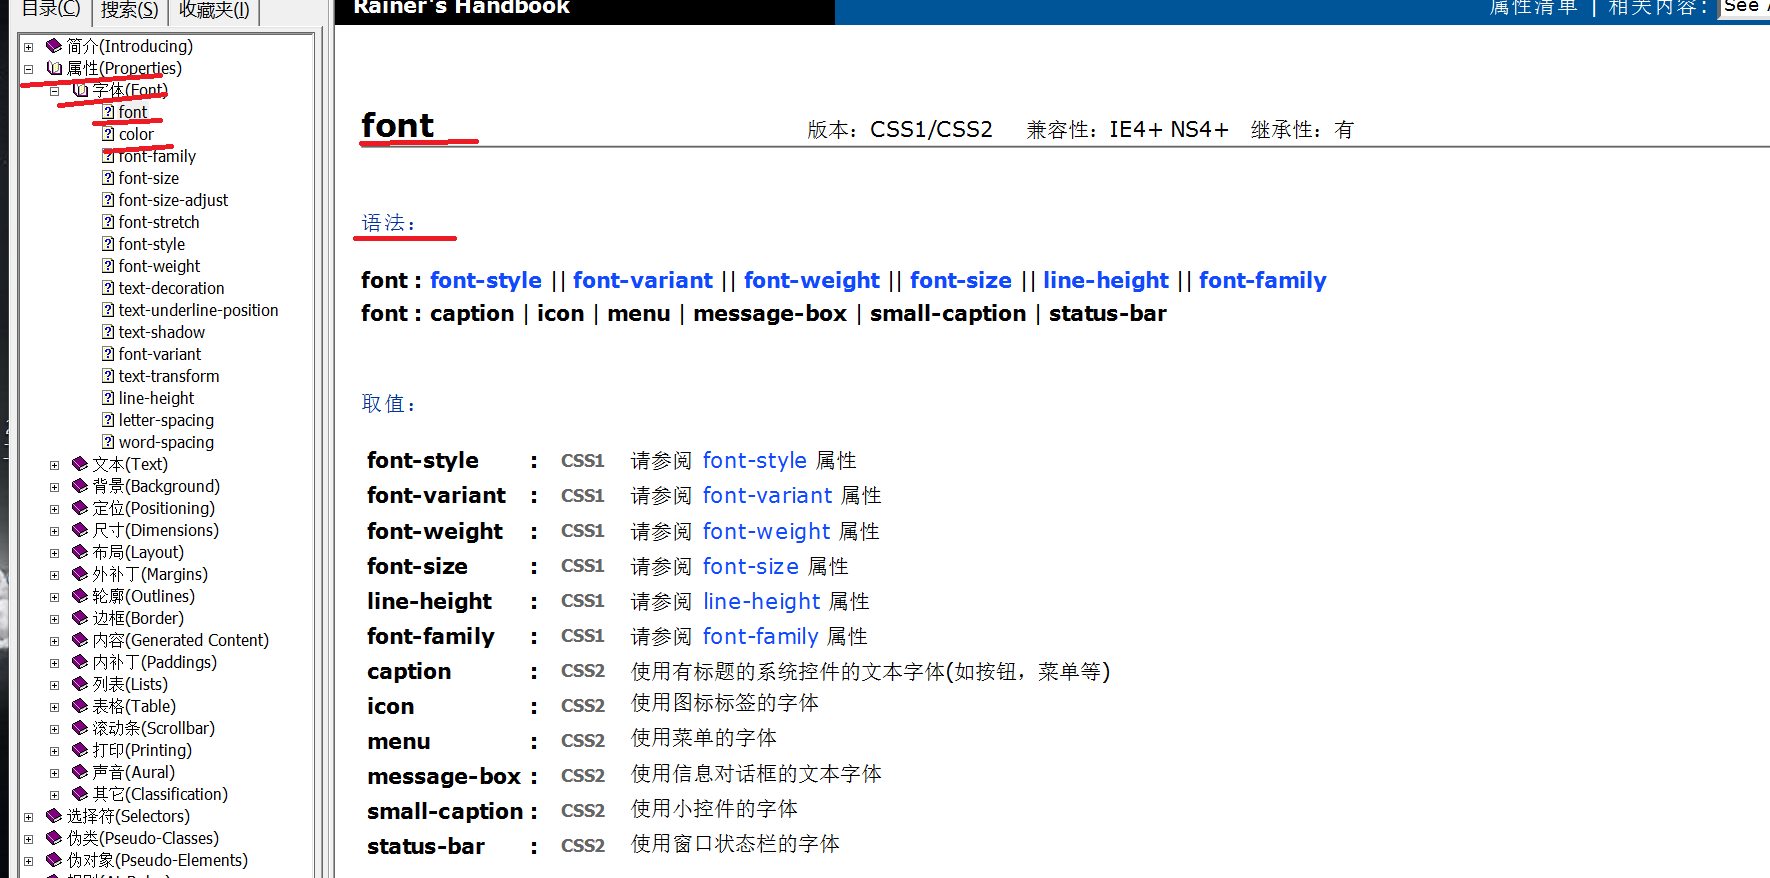 目录(C) 搜索(S) 收藏夹(I)
简介(Introducing)
属性(Properties)
字体(Font)
font
color
font-family
font-size
font-size-adjust
font-stretch
font-style
font-weight
text-decoration
text-underline-position
text-shadow
font-variant
text-transform
line-height
letter-spacing
word-spacing
文本(Text)
背景(Background)
定位(Positioning)
尺寸(Dimensions)
布局(Layout)
外补丁(Margins)
轮廓(Outlines)
边框(Border)
内容(Generated Content)
内补丁(Paddings)
列表(Lists)
表格(Table)
滚动条(Scrollbar)
打印(Printing)
声音(Aural)
其它(Classification)
选择符(Selectors)
伪类(Pseudo-Classes)
伪对象(Pseudo-Elements)
Rainer's Handbook
属性清单 | 相关内容: See
font 版本：CSS1/CSS2 兼容性：IE4+ NS4+ 继承性：有
语法：
font : font-style || font-variant || font-weight || font-size || line-height || font-family
font : caption | icon | menu | message-box | small-caption | status-bar
取值：
font-style : CSS1 请参阅 font-style 属性
font-variant : CSS1 请参阅 font-variant 属性
font-weight : CSS1 请参阅 font-weight 属性
font-size : CSS1 请参阅 font-size 属性
line-height : CSS1 请参阅 line-height 属性
font-family : CSS1 请参阅 font-family 属性
caption : CSS2 使用有标题的系统控件的文本字体(如按钮，菜单等)
icon : CSS2 使用图标标签的字体
menu : CSS2 使用菜单的字体
message-box : CSS2 使用信息对话框的文本字体
small-caption : CSS2 使用小控件的字体
status-bar : CSS2 使用窗口状态栏的字体